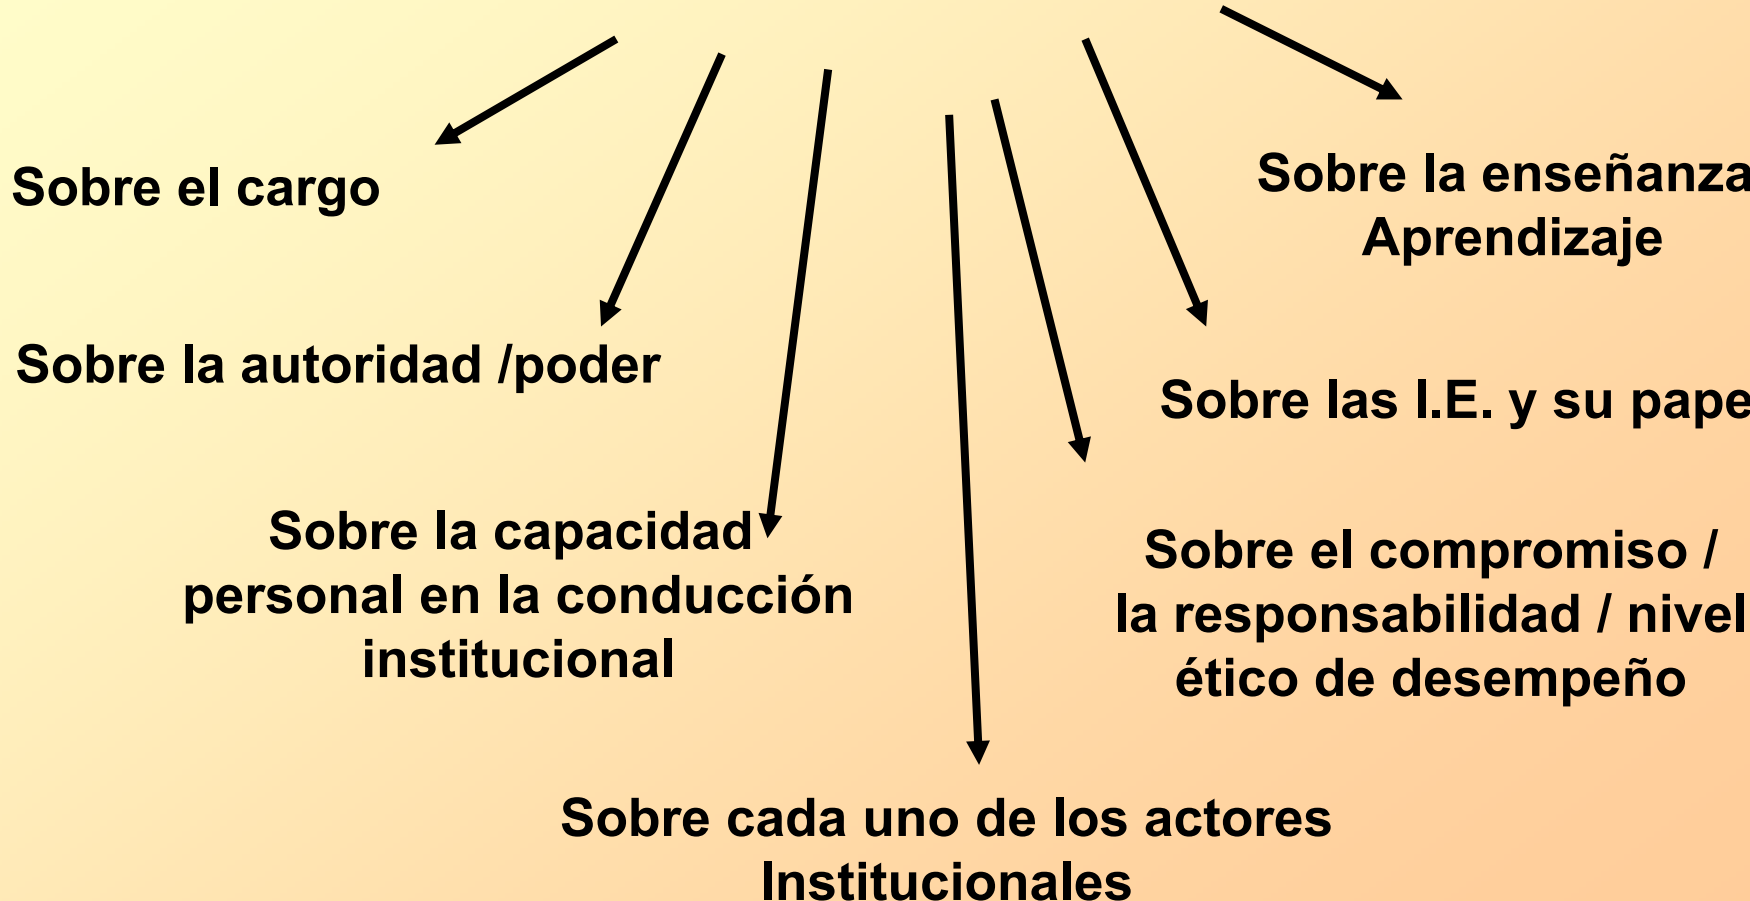 Sobre el cargo
Sobre la enseñanza
Aprendizaje
Sobre la autoridad /poder
Sobre las I.E. y su pape
Sobre la capacidad
personal en la conducción
institucional
Sobre el compromiso /
la responsabilidad / nivel
ético de desempeño
Sobre cada uno de los actores
Institucionales